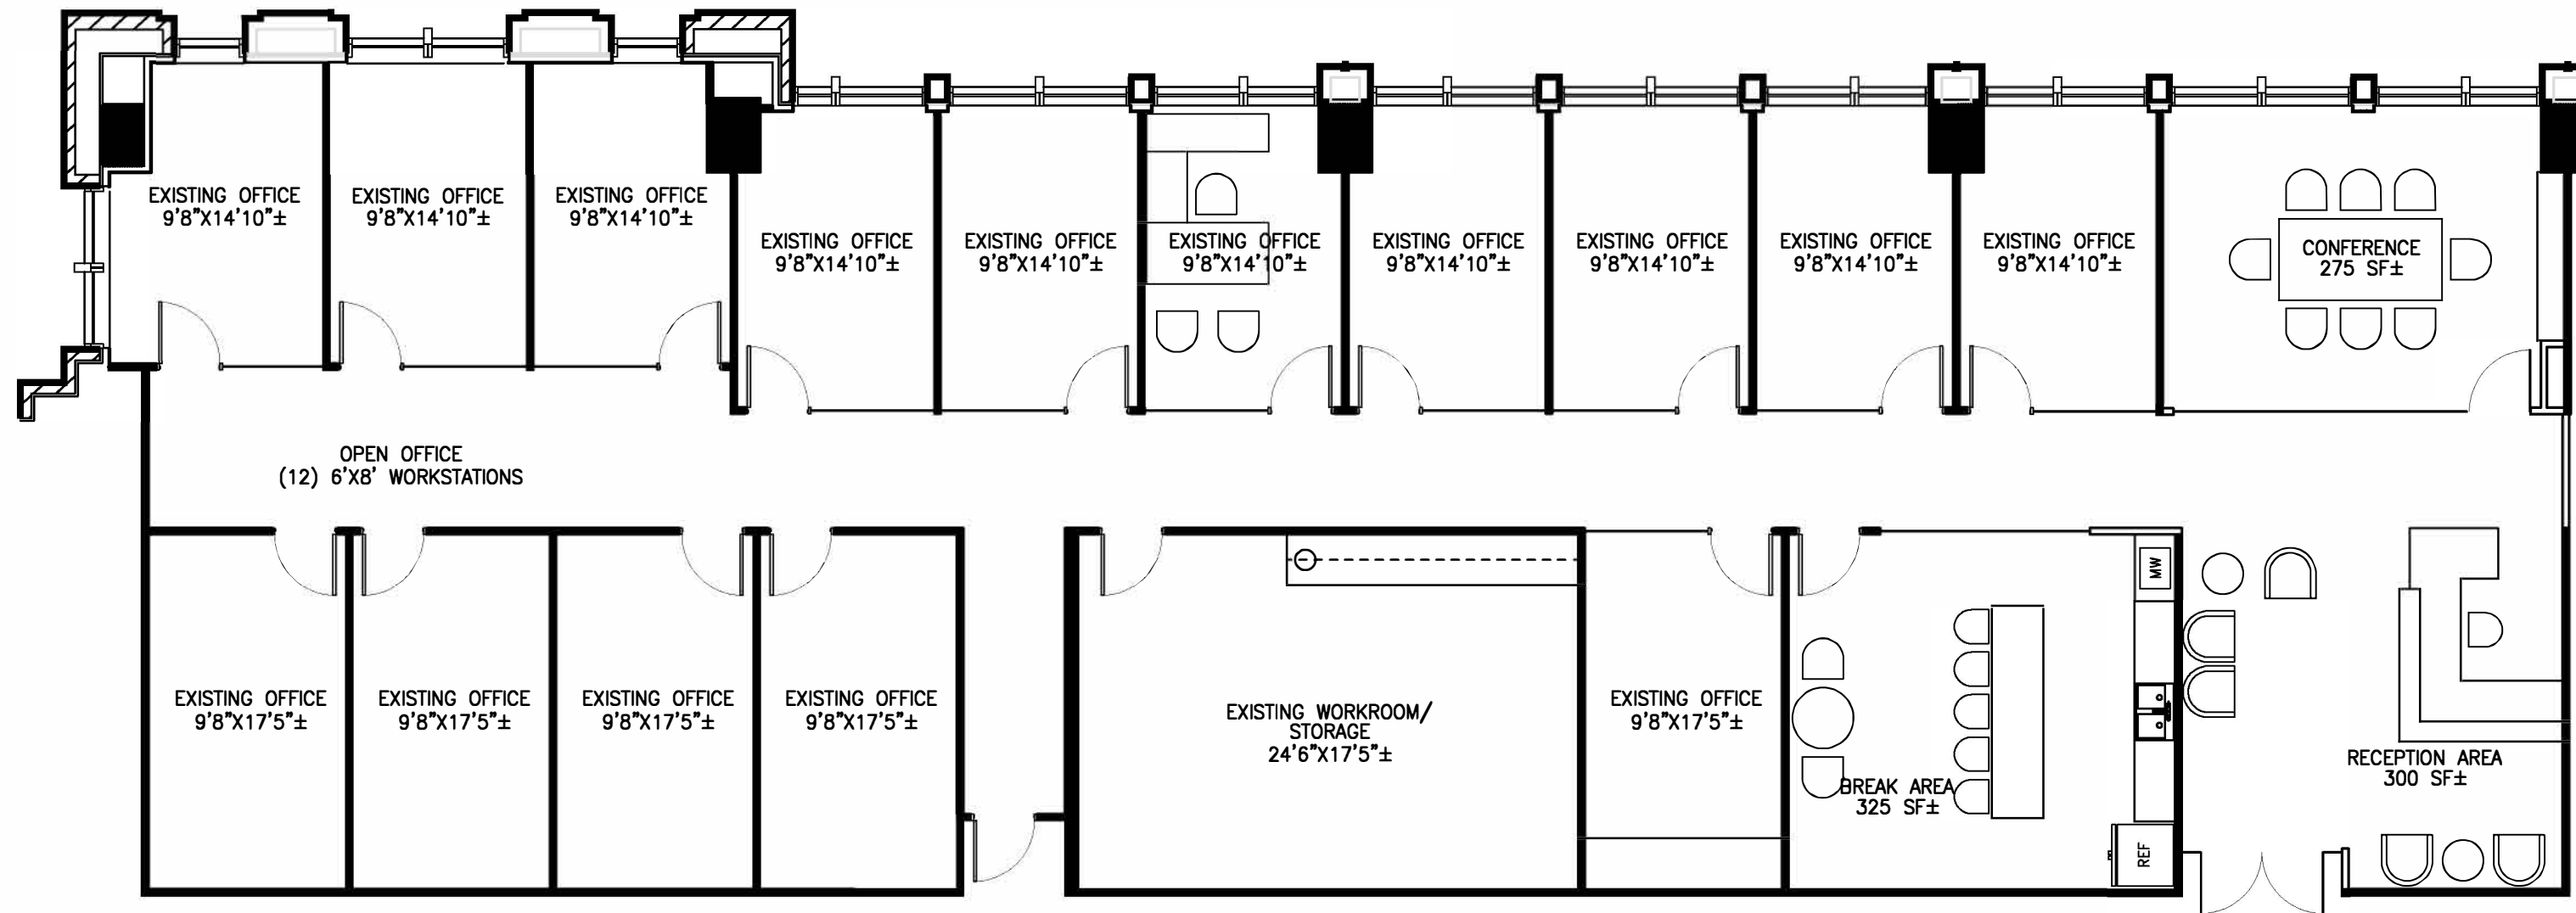 EXISTING OFFICE
9'8"X14'10"±
EXISTING OFFICE
9'8"X14'10"±
EXISTING OFFICE
9'8"X14'10"±
EXISTING OFFICE
9'8"X14'10"±
EXISTING OFFICE
9'8"X14'10"±
EXISTING OFFICE
9'8"X14'10"±
EXISTING OFFICE
9'8"X14'10"±
EXISTING OFFICE
9'8"X14'10"±
EXISTING OFFICE
9'8"X14'10"±
EXISTING OFFICE
9'8"X14'10"±
CONFERENCE
275 SF±
OPEN OFFICE
(12) 6'X8' WORKSTATIONS
MW
EXISTING OFFICE
9'8"X17'5"±
EXISTING OFFICE
9'8"X17'5"±
EXISTING OFFICE
9'8"X17'5"±
EXISTING OFFICE
9'8"X17'5"±
EXISTING WORKROOM/
STORAGE
24'6"X17'5"±
EXISTING OFFICE
9'8"X17'5"±
BREAK AREA
325 SF±
RECEPTION AREA
300 SF±
REF